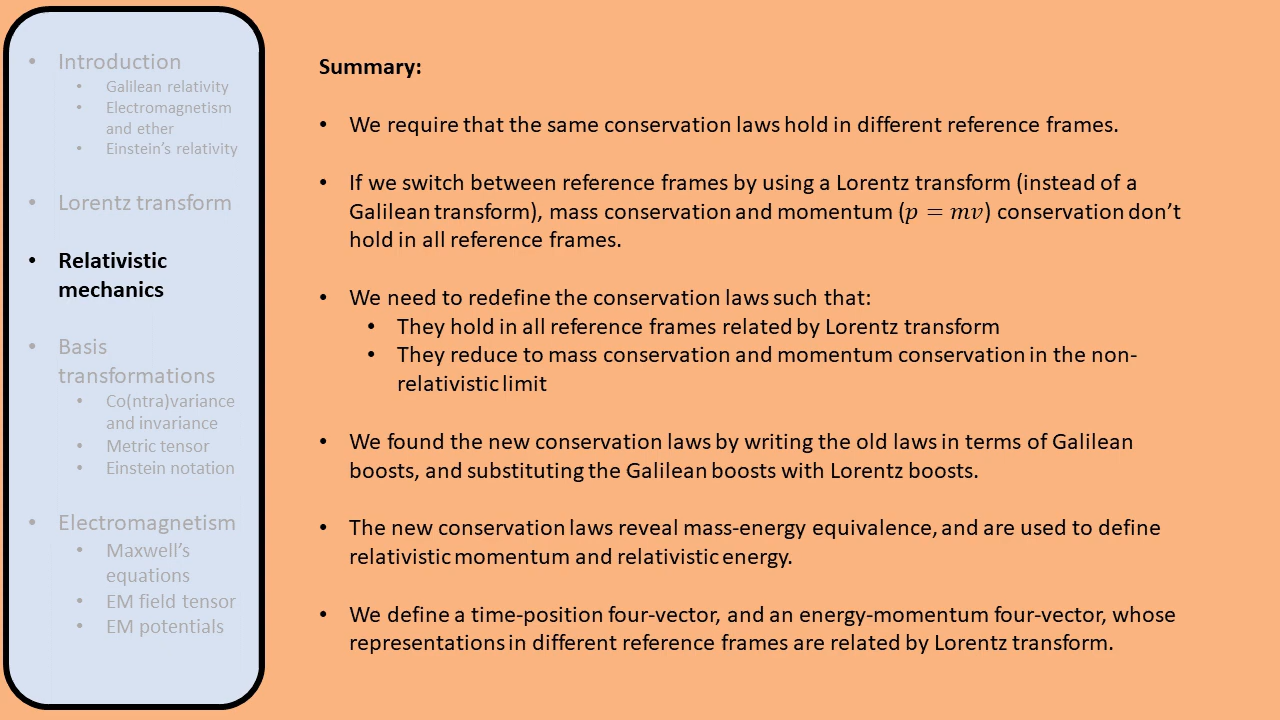 • Introduction
• Galilean relativity
• Electromagnetism
and ether
• Einstein's relativity
• Lorentz transform
• Relativistic
mechanics
• Basis
transformations
• Co(ntra)variance
and invariance
• Metric tensor
• Einstein notation
• Electromagnetism
• Maxwell's
equations
• EM field tensor
• EM potentials
Summary:
• We require that the same conservation laws hold in different reference frames.
• If we switch between reference frames by using a Lorentz transform (instead of a
Galilean transform), mass conservation and momentum (p = mv) conservation don't
hold in all reference frames.
• We need to redefine the conservation laws such that:
• They hold in all reference frames related by Lorentz transform
• They reduce to mass conservation and momentum conservation in the non-
relativistic limit
• We found the new conservation laws by writing the old laws in terms of Galilean
boosts, and substituting the Galilean boosts with Lorentz boosts.
• The new conservation laws reveal mass-energy equivalence, and are used to define
relativistic momentum and relativistic energy.
• We define a time-position four-vector, and an energy-momentum four-vector, whose
representations in different reference frames are related by Lorentz transform.